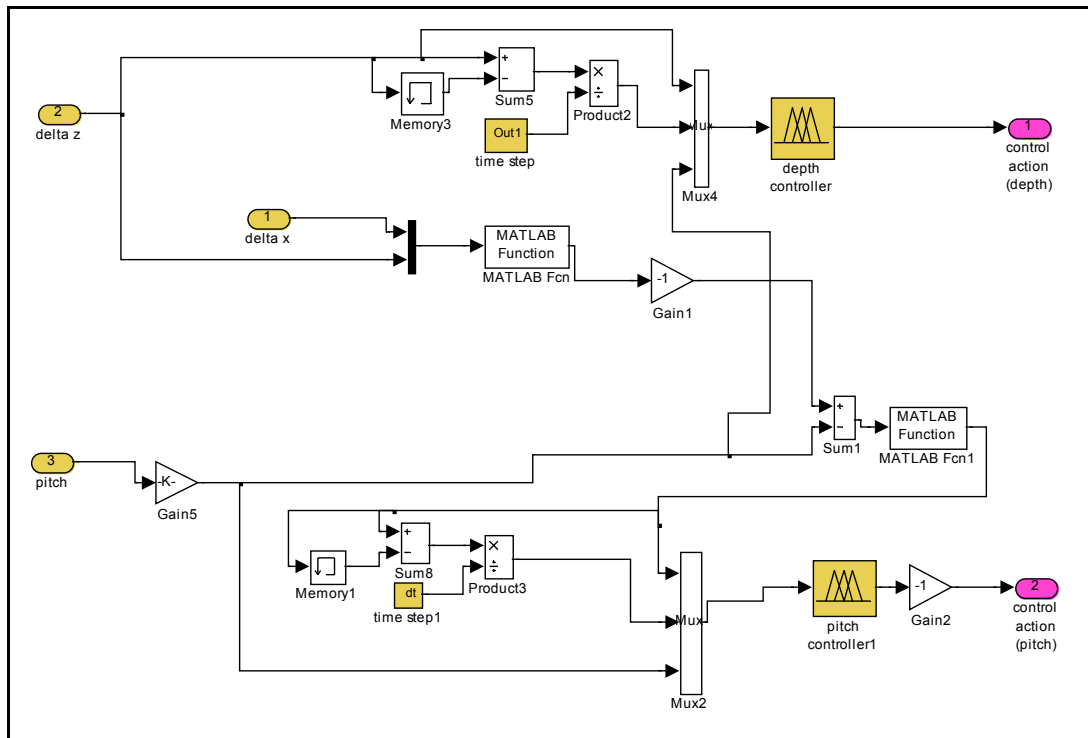 +
−
Sum5
Memory3
×
÷
Product2
Out1
time step
2
delta z
Mux
Mux4
depth
controller
1
control
action
(depth)
1
delta x
MATLAB
Function
MATLAB Fcn
-1
Gain1
+
−
Sum1
MATLAB
Function
MATLAB Fcn1
3
pitch
-K-
Gain5
+
−
Sum8
Memory1
×
÷
Product3
dt
time step1
Mux
Mux2
pitch
controller1
-1
Gain2
2
control
action
(pitch)